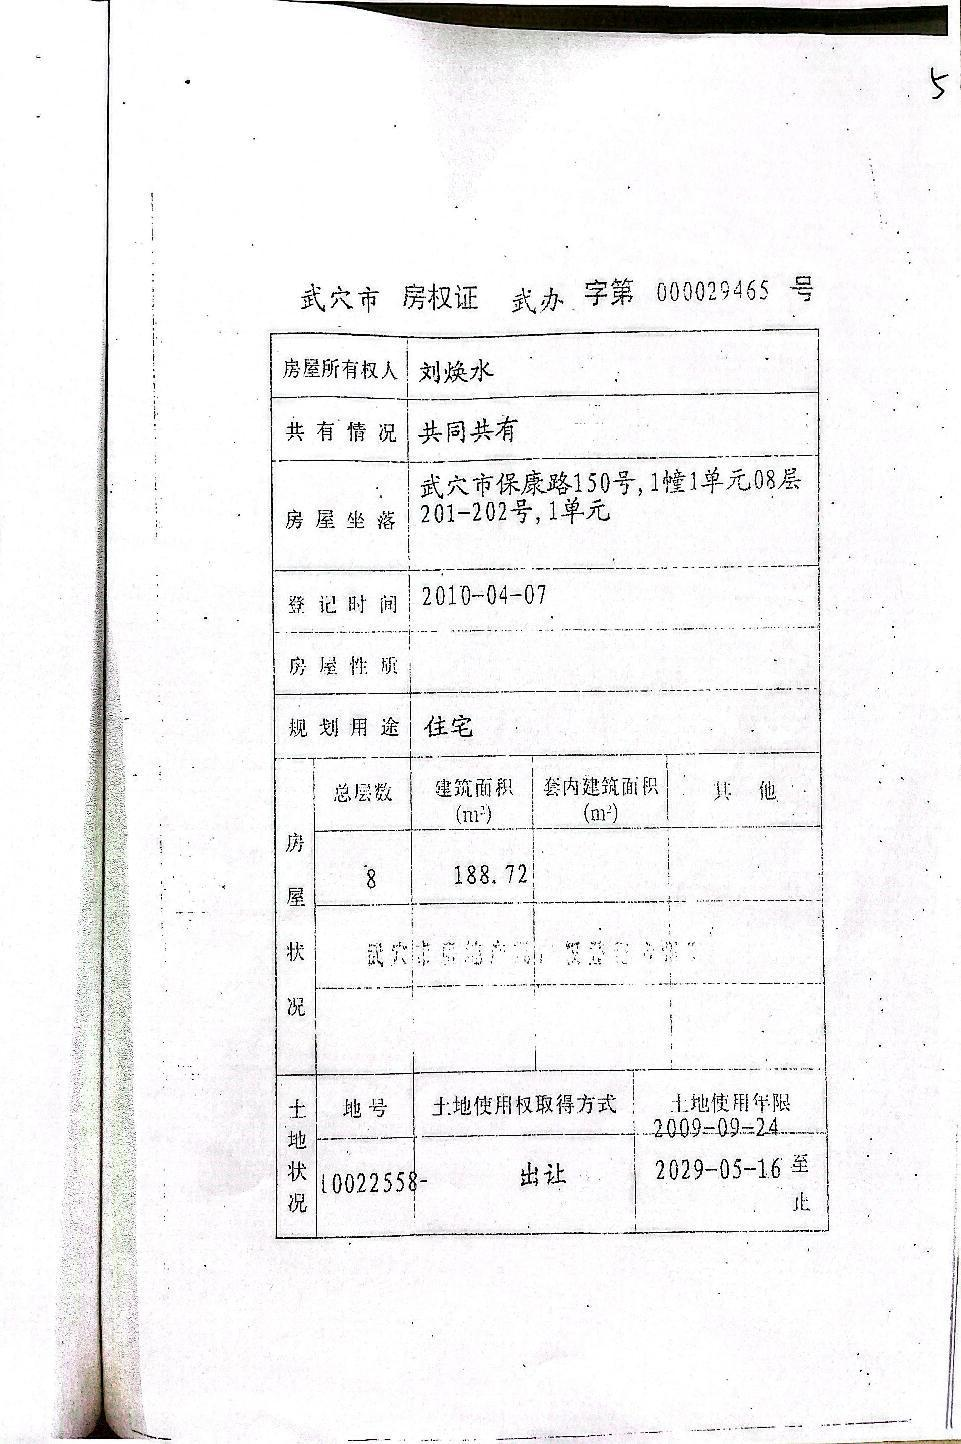 5
武穴市 房权证 武办 字第 000029465 号
房屋所有权人 刘焕水
共有情况 共同共有
房屋坐落 武穴市保康路150号,1幢1单元08层
201-202号,1单元
登记时间 2010-04-07
房屋性质
规划用途 住宅
房屋状况
总层数 建筑面积(m²) 套内建筑面积(m²) 其他
8 188.72
土地状况
地号 土地使用权取得方式 土地使用年限
2009-09-24
10022558- 出让 2029-05-16 至
止